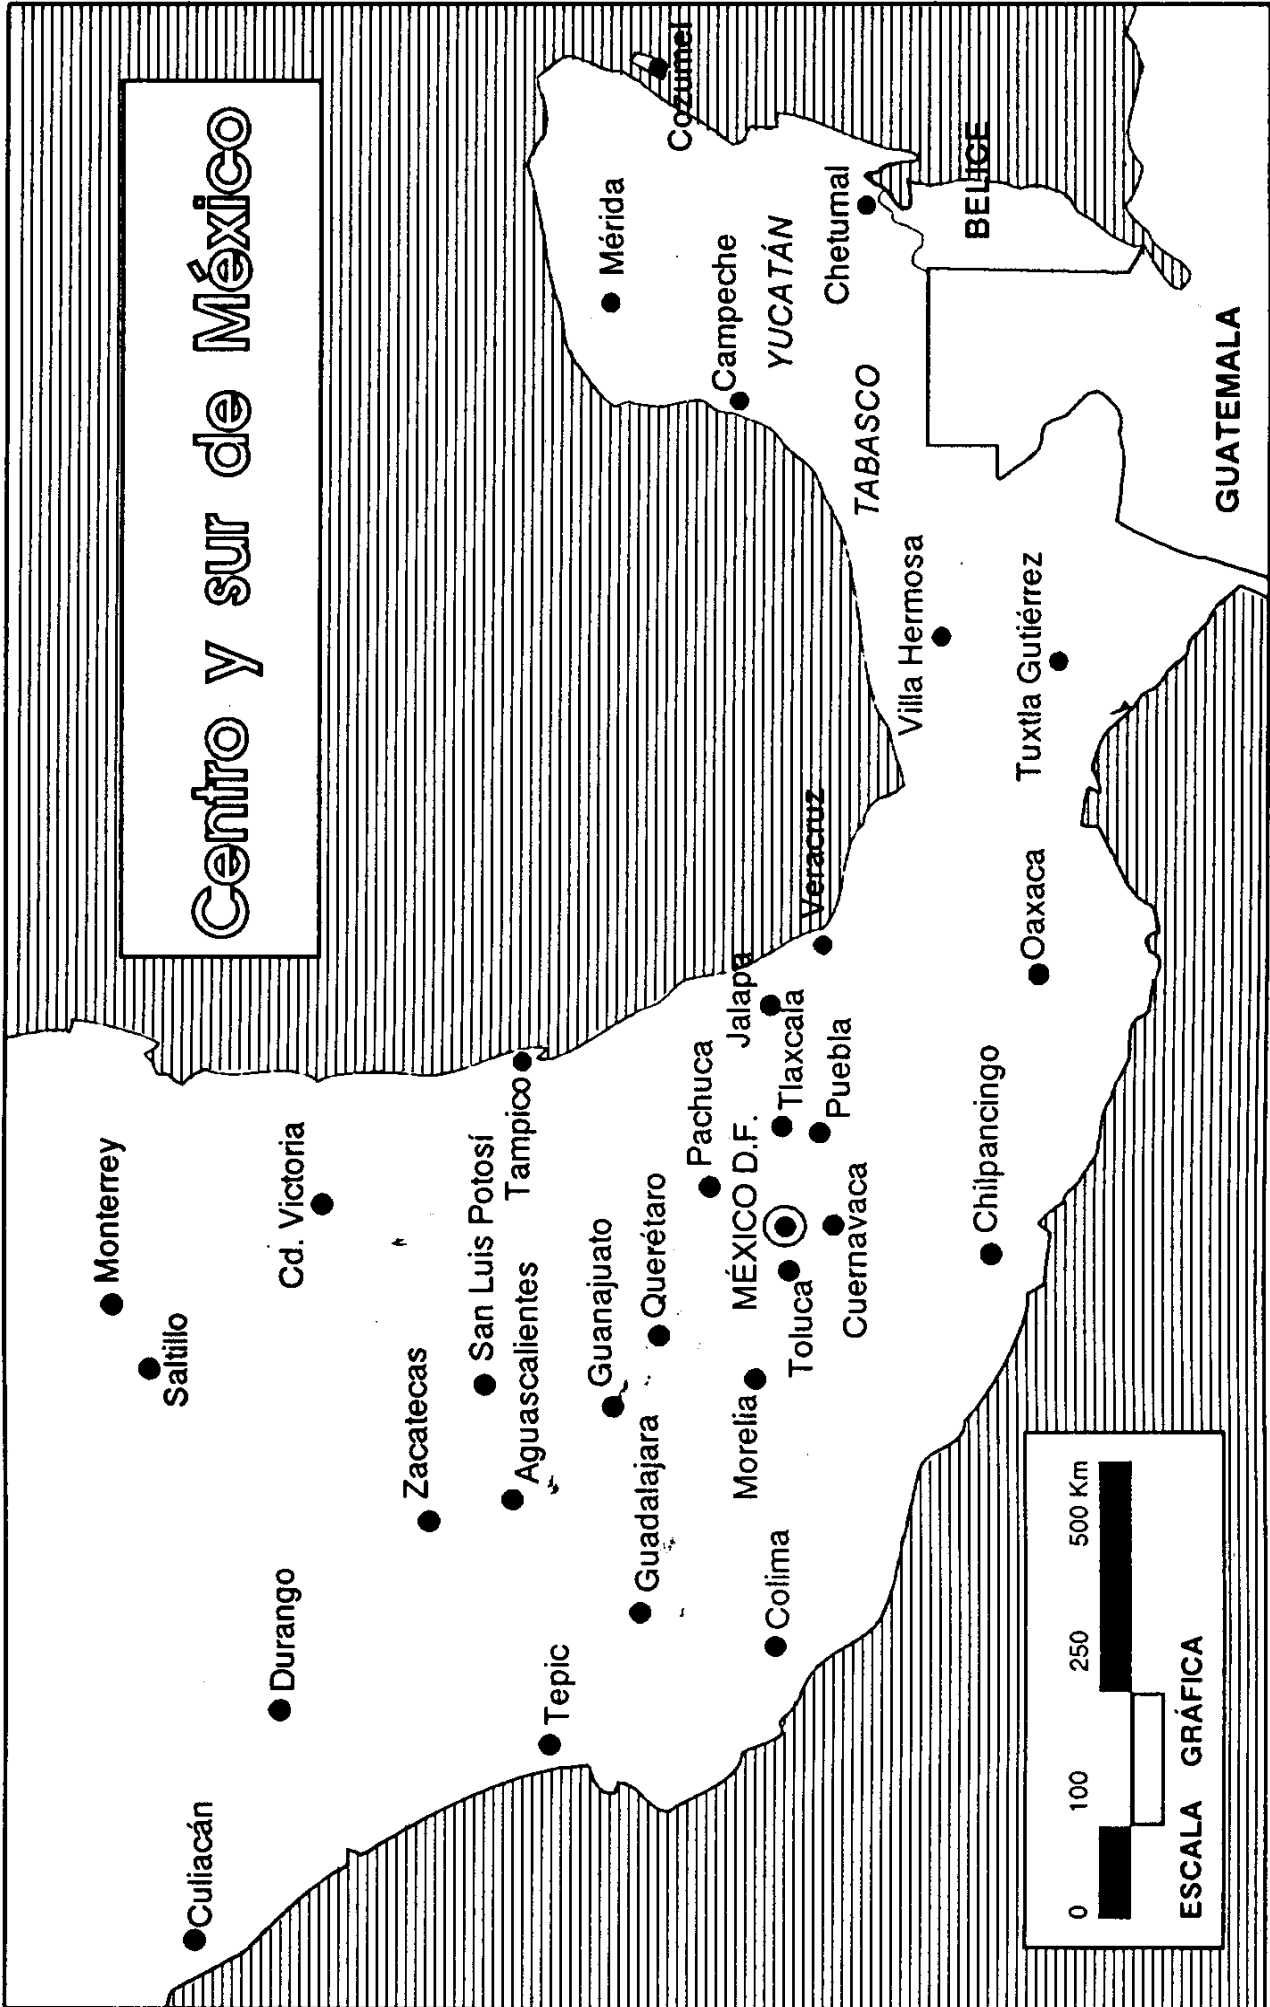 Centro y sur de México
Monterrey
Saltillo
Culiacán
Durango
Cd. Victoria
Zacatecas
San Luis Potosí
Tampico
Aguascalientes
Tepic
Guanajuato
Guadalajara
Querétaro
Pachuca
MÉXICO D.F.
Jalapa
Tlaxcala
Morelia
Toluca
Colima
Puebla
Veracruz
Cuernavaca
Chilpancingo
Oaxaca
Villa Hermosa
Tuxtla Gutiérrez
TABASCO
Mérida
Cozumel
Campeche
YUCATÁN
Chetumal
BELICE
GUATEMALA
0 100 250 500 Km
ESCALA GRÁFICA